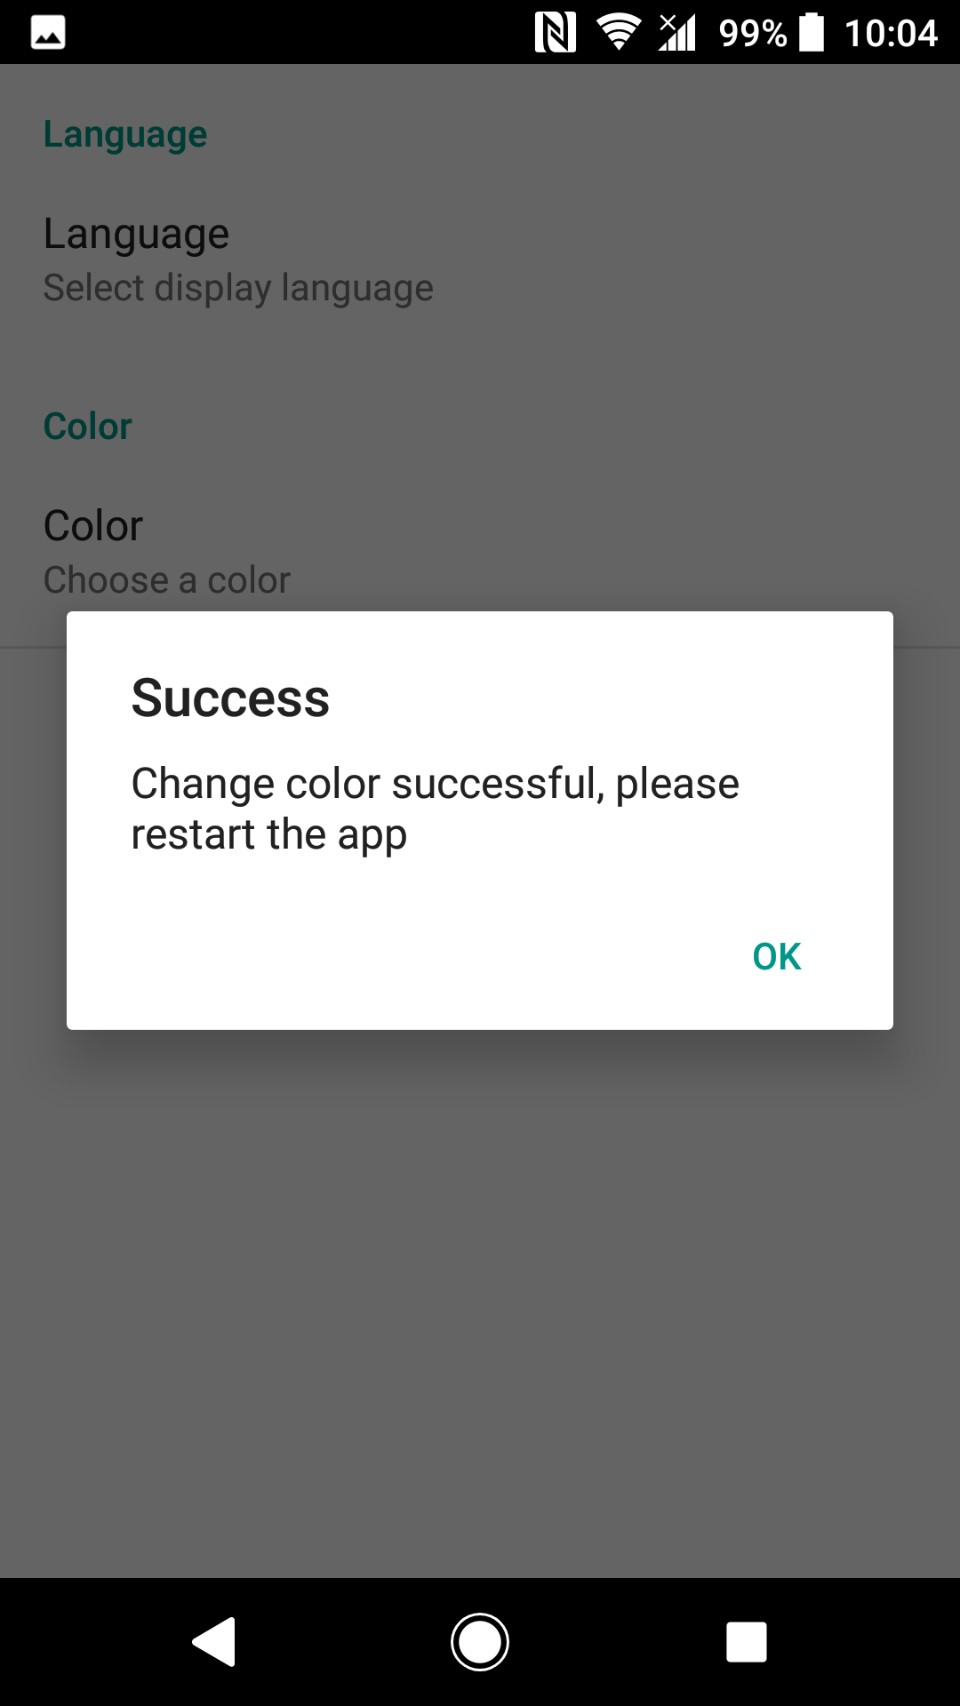 99% 10:04
Language
Language
Select display language
Color
Color
Choose a color
Success
Change color successful, please
restart the app
OK